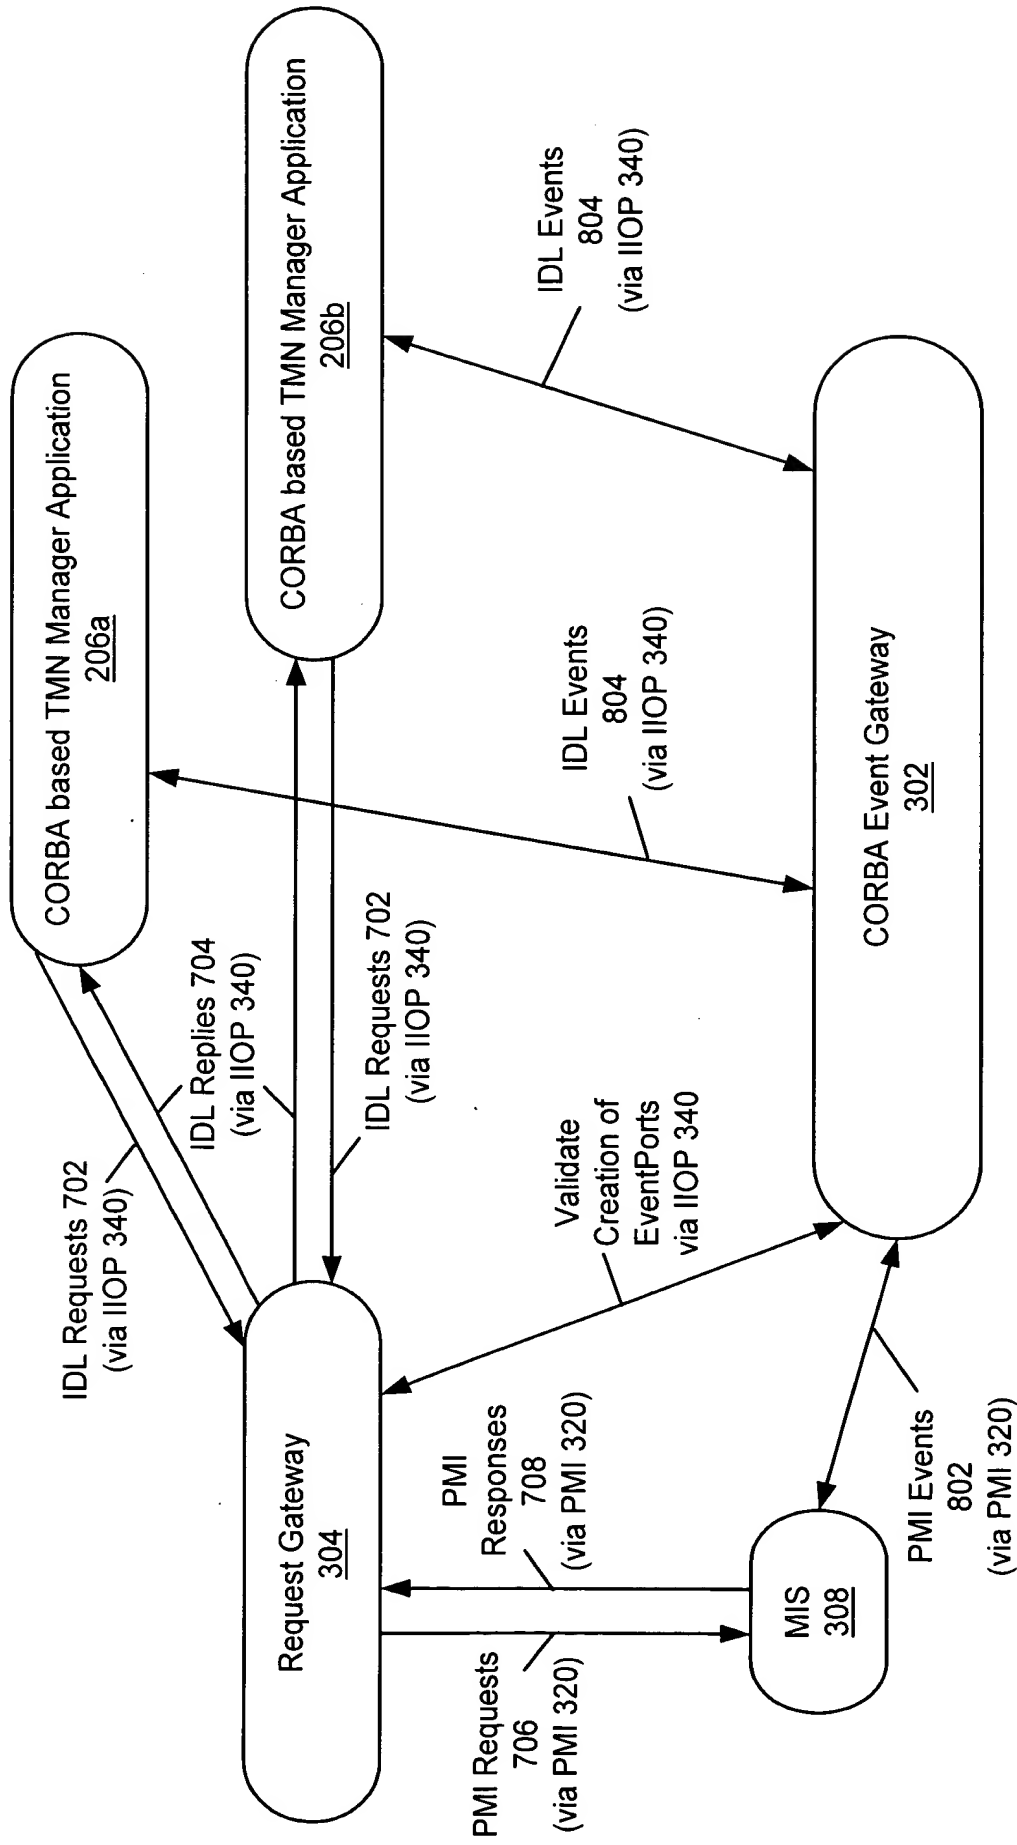 CORBA based TMN Manager Application
206a
CORBA based TMN Manager Application
206b
IDL Requests 702
(via IIOP 340)
IDL Replies 704
(via IIOP 340)
IDL Requests 702
(via IIOP 340)
IDL Events
804
(via IIOP 340)
IDL Events
804
(via IIOP 340)
Request Gateway
304
Validate
Creation of
EventPorts
via IIOP 340
PMI Requests
706
(via PMI 320)
PMI
Responses
708
(via PMI 320)
MIS
308
PMI Events
802
(via PMI 320)
CORBA Event Gateway
302